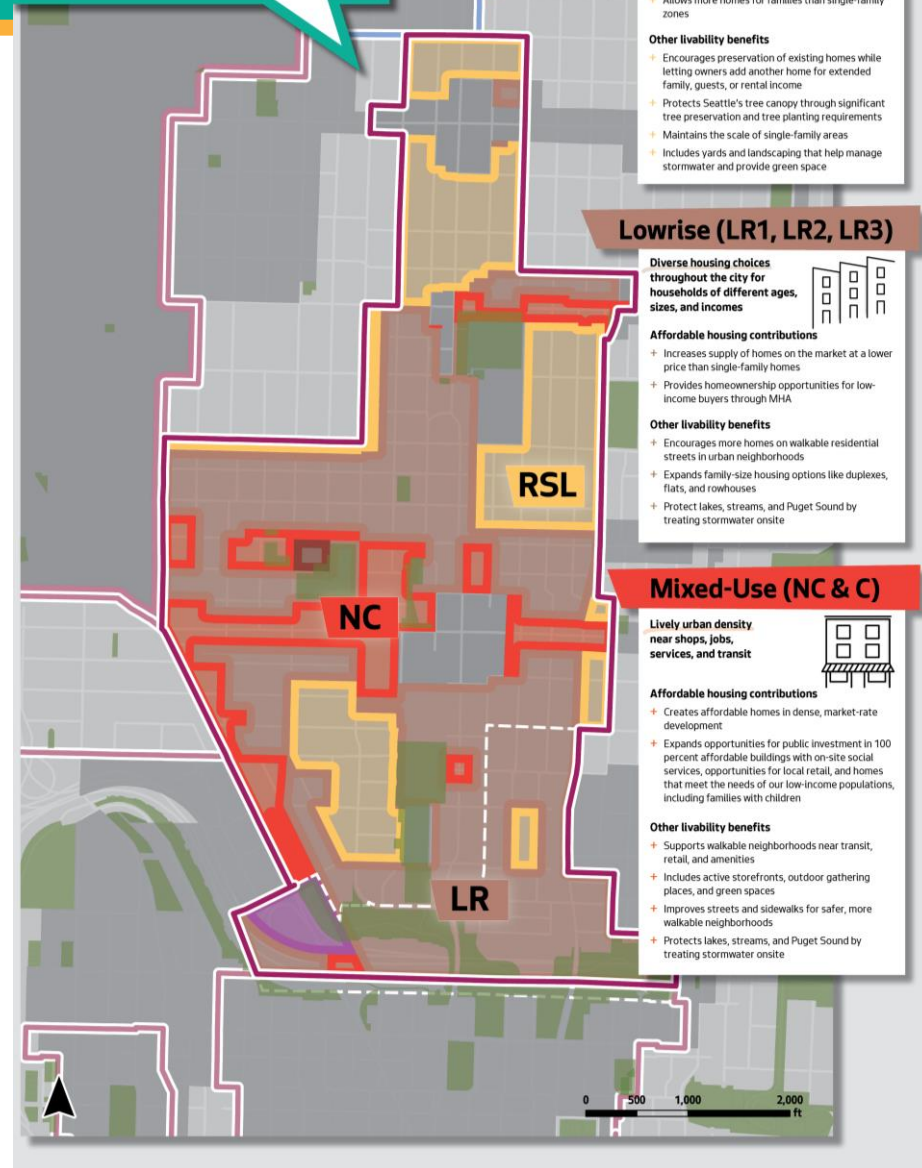 Allows more homes for families than single-family
zones
Other livability benefits
+ Encourages preservation of existing homes while
letting owners add another home for extended
family, guests, or rental income
+ Protects Seattle's tree canopy through significant
tree preservation and tree planting requirements
+ Maintains the scale of single-family areas
+ Includes yards and landscaping that help manage
stormwater and provide green space
Lowrise (LR1, LR2, LR3)
Diverse housing choices
throughout the city for
households of different ages,
sizes, and incomes
Affordable housing contributions
+ Increases supply of homes on the market at a lower
price than single-family homes
+ Provides homeownership opportunities for low-
income buyers through MHA
Other livability benefits
+ Encourages more homes on walkable residential
streets in urban neighborhoods
+ Expands family-size housing options like duplexes,
flats, and rowhouses
+ Protect lakes, streams, and Puget Sound by
treating stormwater onsite
Mixed-Use (NC & C)
Lively urban density
near shops, jobs,
services, and transit
Affordable housing contributions
+ Creates affordable homes in dense, market-rate
development
+ Expands opportunities for public investment in 100
percent affordable buildings with on-site social
services, opportunities for local retail, and homes
that meet the needs of our low-income populations,
including families with children
Other livability benefits
+ Supports walkable neighborhoods near transit,
retail, and amenities
+ Includes active storefronts, outdoor gathering
places, and green spaces
+ Improves streets and sidewalks for safer, more
walkable neighborhoods
+ Protects lakes, streams, and Puget Sound by
treating stormwater onsite
RSL
NC
LR
0 500 1,000 2,000
ft